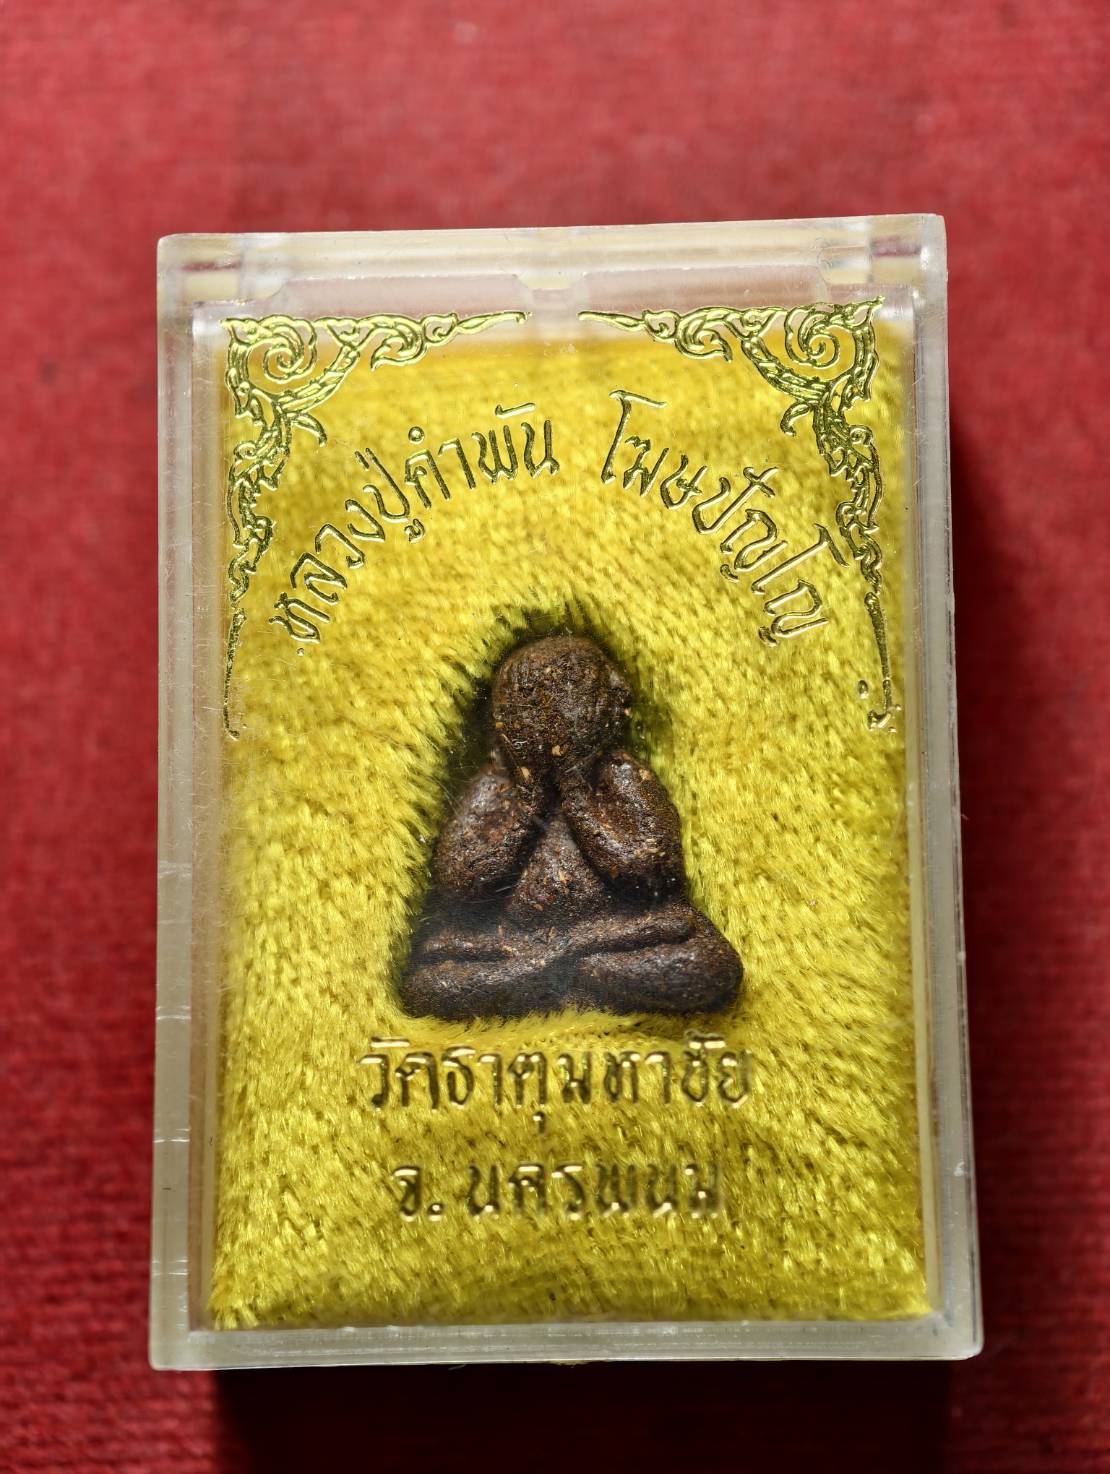 หลวงปู่คำพัน โฆษปัญโญ
วัดธาตุมหาชัย
จ. นครพนม